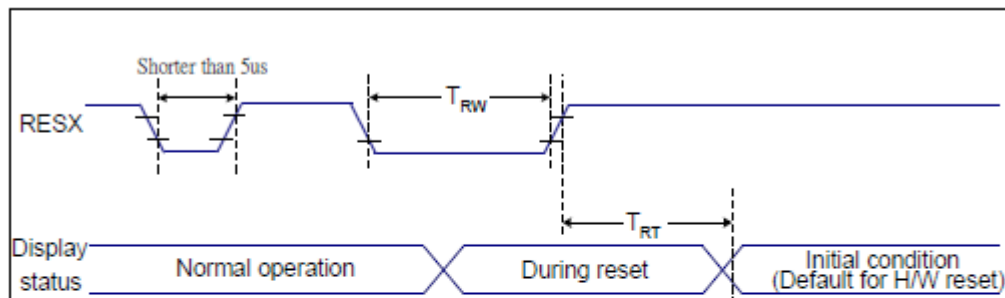 Shorter than 5us
TRW
RESX
TRT
Display
status
Normal operation
During reset
Initial condition
(Default for H/W reset)